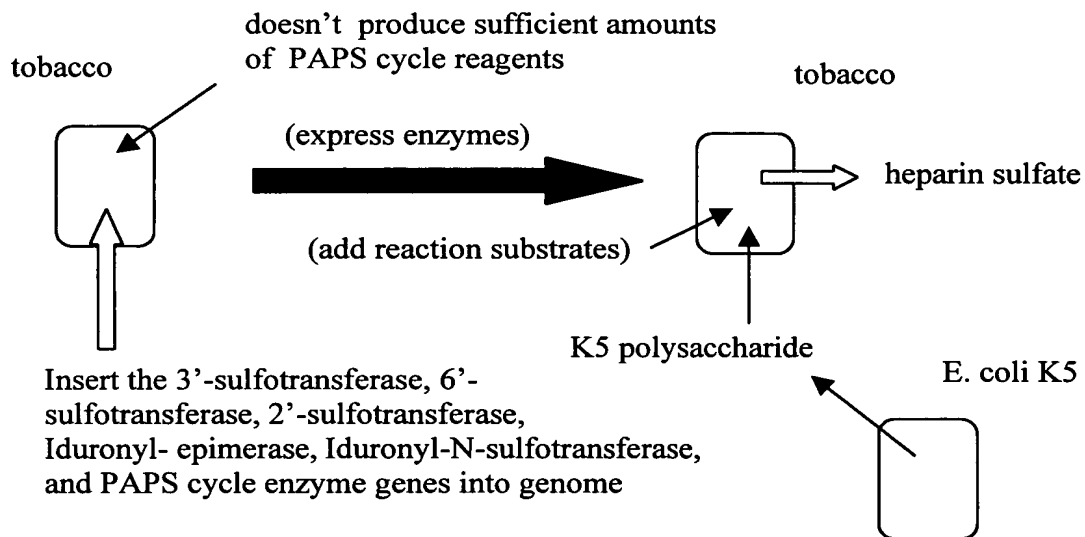 doesn't produce sufficient amounts
of PAPS cycle reagents
tobacco
tobacco
(express enzymes)
heparin sulfate
(add reaction substrates)
K5 polysaccharide
E. coli K5
Insert the 3'-sulfotransferase, 6'-
sulfotransferase, 2'-sulfotransferase,
Iduronyl- epimerase, Iduronyl-N-sulfotransferase,
and PAPS cycle enzyme genes into genome